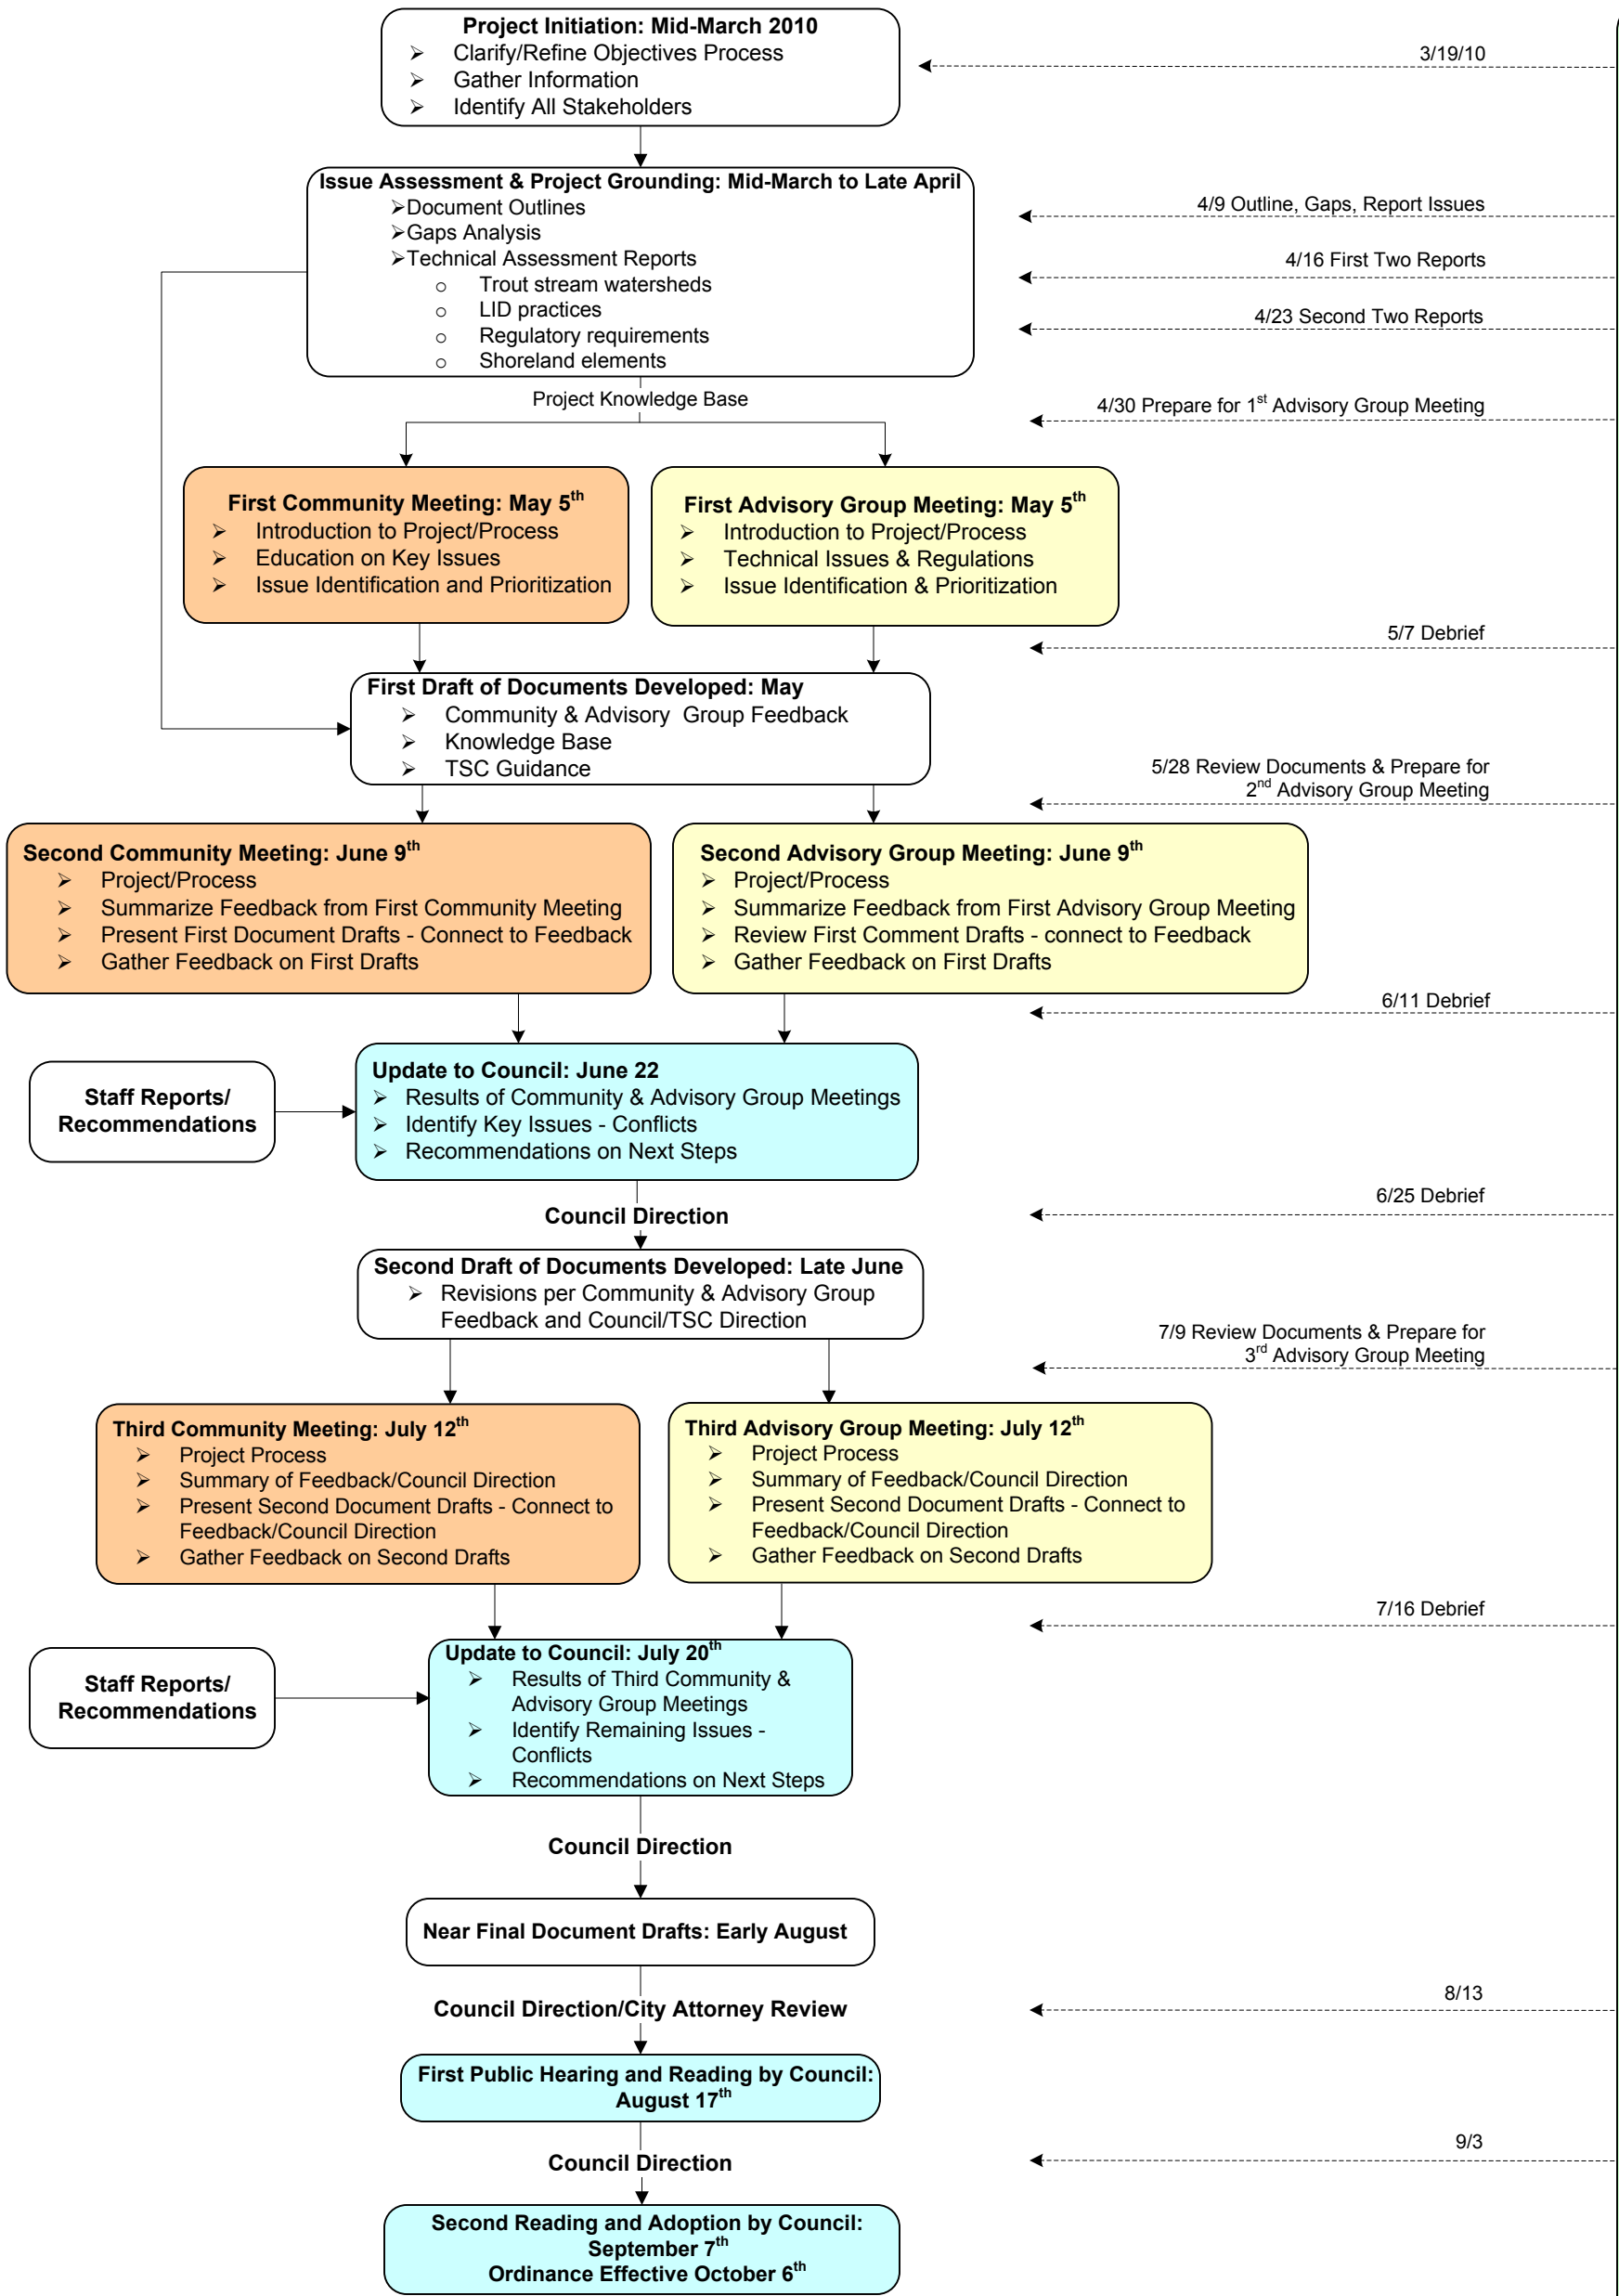 Project Initiation: Mid-March 2010
➢ Clarify/Refine Objectives Process
➢ Gather Information
➢ Identify All Stakeholders
3/19/10
Issue Assessment & Project Grounding: Mid-March to Late April
➢Document Outlines
➢Gaps Analysis
➢Technical Assessment Reports
o Trout stream watersheds
o LID practices
o Regulatory requirements
o Shoreland elements
4/9 Outline, Gaps, Report Issues
4/16 First Two Reports
4/23 Second Two Reports
Project Knowledge Base
4/30 Prepare for 1st Advisory Group Meeting
First Community Meeting: May 5th
➢ Introduction to Project/Process
➢ Education on Key Issues
➢ Issue Identification and Prioritization
First Advisory Group Meeting: May 5th
➢ Introduction to Project/Process
➢ Technical Issues & Regulations
➢ Issue Identification & Prioritization
5/7 Debrief
First Draft of Documents Developed: May
➢ Community & Advisory Group Feedback
➢ Knowledge Base
➢ TSC Guidance
5/28 Review Documents & Prepare for
2nd Advisory Group Meeting
Second Community Meeting: June 9th
➢ Project/Process
➢ Summarize Feedback from First Community Meeting
➢ Present First Document Drafts - Connect to Feedback
➢ Gather Feedback on First Drafts
Second Advisory Group Meeting: June 9th
➢ Project/Process
➢ Summarize Feedback from First Advisory Group Meeting
➢ Review First Comment Drafts - connect to Feedback
➢ Gather Feedback on First Drafts
6/11 Debrief
Staff Reports/
Recommendations
Update to Council: June 22
➢ Results of Community & Advisory Group Meetings
➢ Identify Key Issues - Conflicts
➢ Recommendations on Next Steps
Council Direction
6/25 Debrief
Second Draft of Documents Developed: Late June
➢ Revisions per Community & Advisory Group
Feedback and Council/TSC Direction
7/9 Review Documents & Prepare for
3rd Advisory Group Meeting
Third Community Meeting: July 12th
➢ Project Process
➢ Summary of Feedback/Council Direction
➢ Present Second Document Drafts - Connect to
Feedback/Council Direction
➢ Gather Feedback on Second Drafts
Third Advisory Group Meeting: July 12th
➢ Project Process
➢ Summary of Feedback/Council Direction
➢ Present Second Document Drafts - Connect to
Feedback/Council Direction
➢ Gather Feedback on Second Drafts
7/16 Debrief
Staff Reports/
Recommendations
Update to Council: July 20th
➢ Results of Third Community &
Advisory Group Meetings
➢ Identify Remaining Issues -
Conflicts
➢ Recommendations on Next Steps
Council Direction
Near Final Document Drafts: Early August
Council Direction/City Attorney Review
8/13
First Public Hearing and Reading by Council:
August 17th
Council Direction
9/3
Second Reading and Adoption by Council:
September 7th
Ordinance Effective October 6th